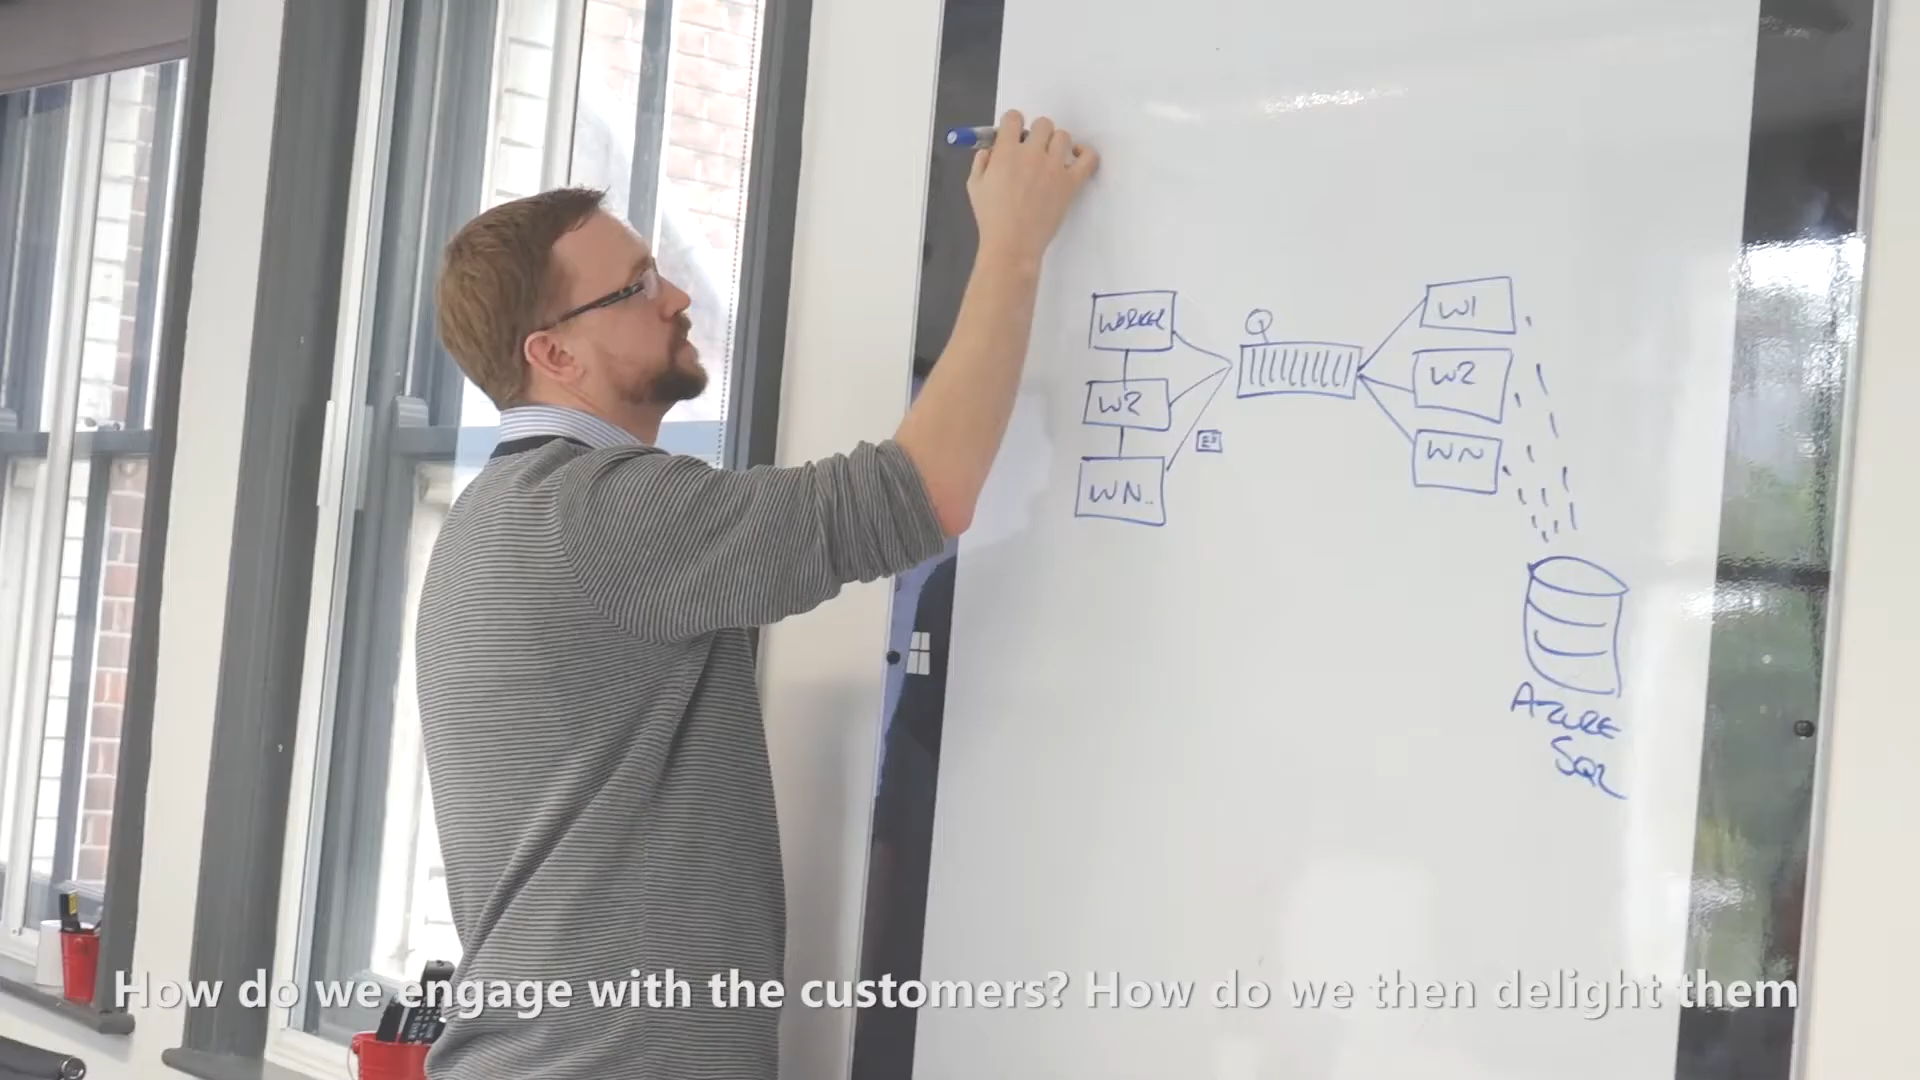 WORKER
W2
WN..
Q
W1
W2
WN
AZURE
SQL
How do we engage with the customers? How do we then delight them